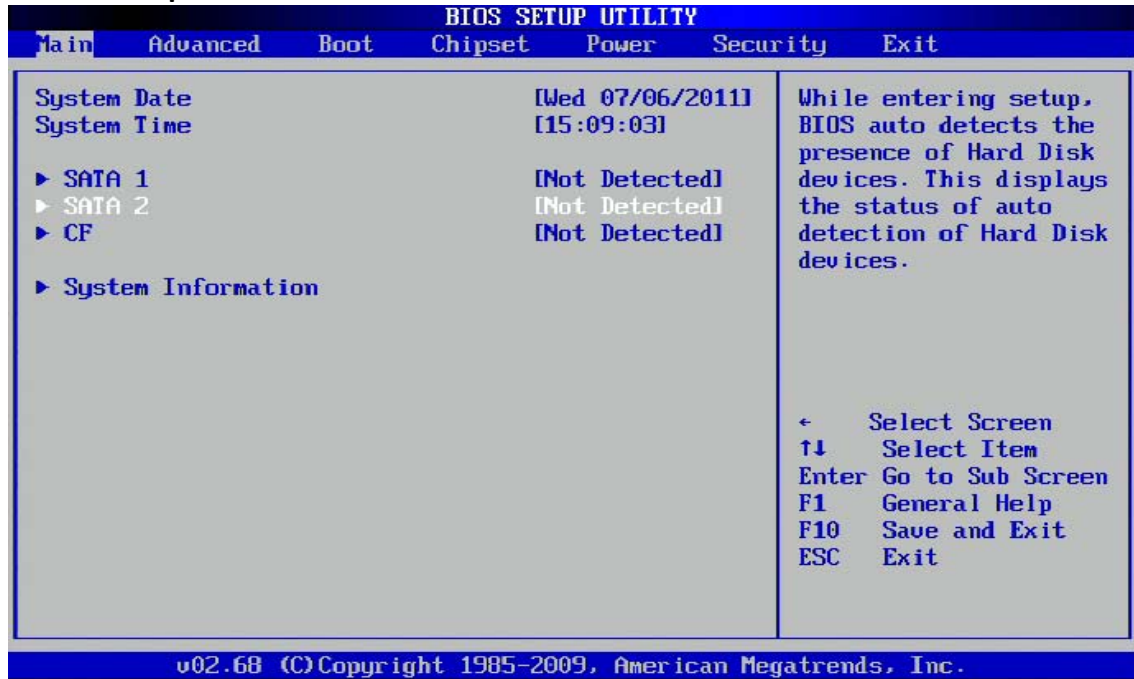 BIOS SETUP UTILITY
Main Advanced Boot Chipset Power Security Exit
System Date [Wed 07/06/2011]
System Time [15:09:03]
▶ SATA 1 [Not Detected]
▶ SATA 2 [Not Detected]
▶ CF [Not Detected]
▶ System Information
While entering setup,
BIOS auto detects the
presence of Hard Disk
devices. This displays
the status of auto
detection of Hard Disk
devices.
← Select Screen
↑↓ Select Item
Enter Go to Sub Screen
F1 General Help
F10 Save and Exit
ESC Exit
v02.68 (C)Copyright 1985-2009, American Megatrends, Inc.